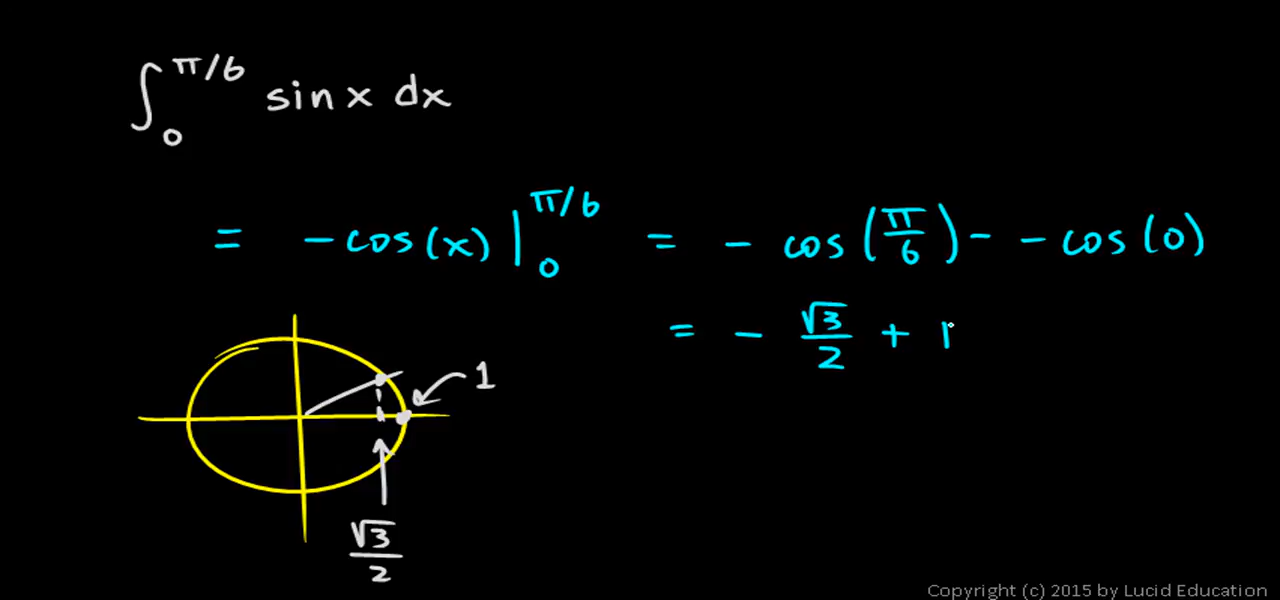 ∫₀^π/6 sin x dx
= -cos(x) |₀^π/6 = - cos(π/6) - -cos(0)
= - √3/2 + 1
1
√3/2
Copyright (c) 2015 by Lucid Education